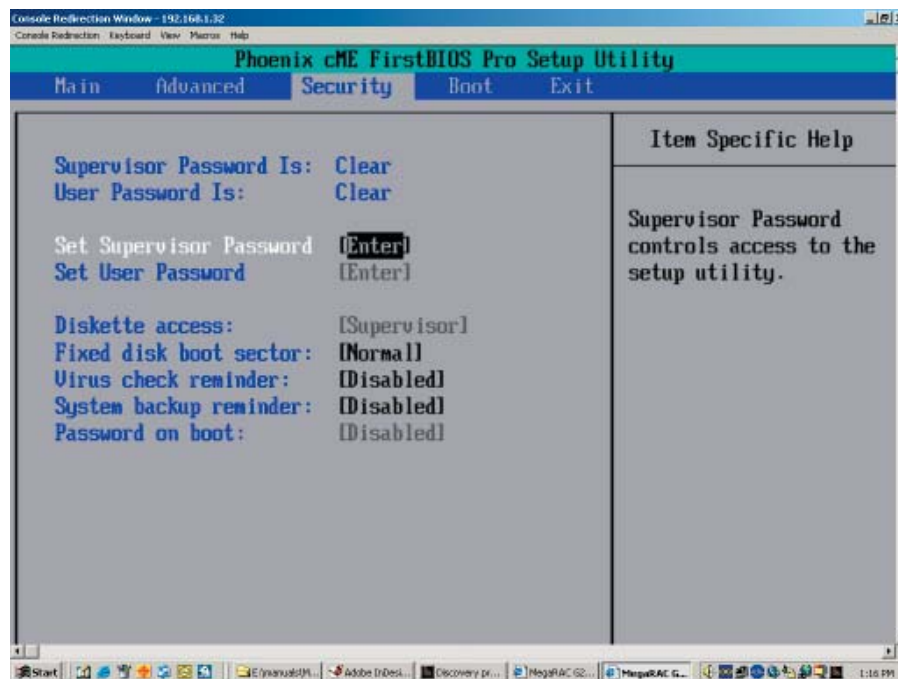 Console Redirection Window - 192.168.1.32
Console Redirection Keyboard View Macros Help
Phoenix cME FirstBIOS Pro Setup Utility
Main Advanced Security Boot Exit
Item Specific Help
Supervisor Password Is: Clear
User Password Is: Clear
Set Supervisor Password [Enter]
Set User Password [Enter]
Diskette access: [Supervisor]
Fixed disk boot sector: [Normal]
Virus check reminder: [Disabled]
System backup reminder: [Disabled]
Password on boot: [Disabled]
Supervisor Password
controls access to the
setup utility.
Start Adobe InDesi... Discovery pr... MegaRAC G2... MegaRAC G... 1:16 PM